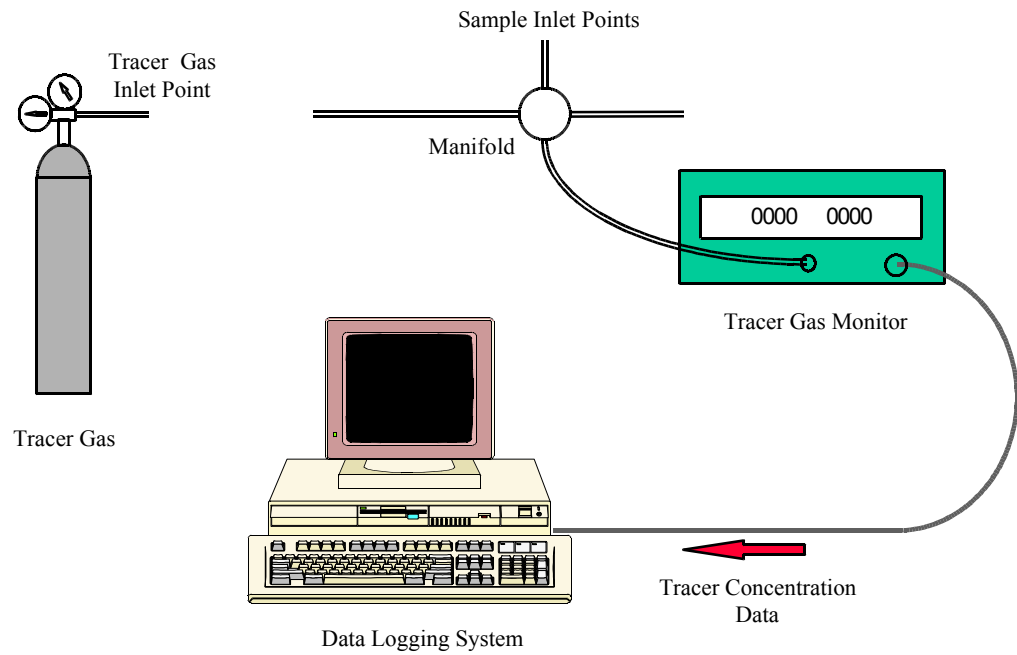 Sample Inlet Points
Tracer Gas
Inlet Point
Manifold
0000 0000
Tracer Gas Monitor
Tracer Gas
Tracer Concentration
Data
Data Logging System